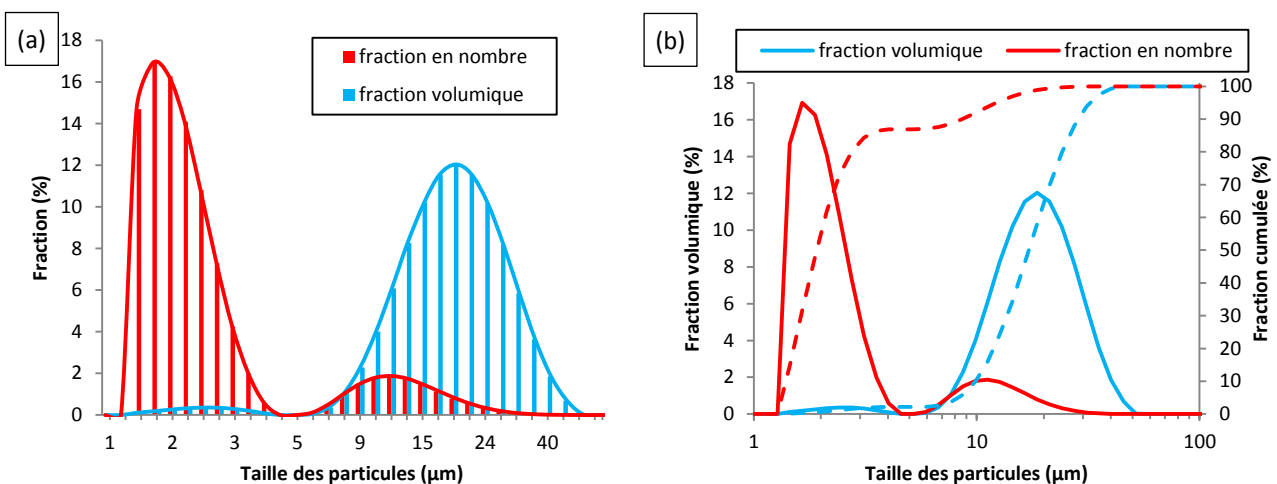 (a)
18
16
14
12
10
8
6
4
2
0
Fraction (%)
fraction en nombre
fraction volumique
1 2 3 5 9 15 24 40
Taille des particules (µm)
(b)
fraction volumique fraction en nombre
18
16
14
12
10
8
6
4
2
0
Fraction volumique (%)
100
90
80
70
60
50
40
30
20
10
0
Fraction cumulée (%)
1 10 100
Taille des particules (µm)